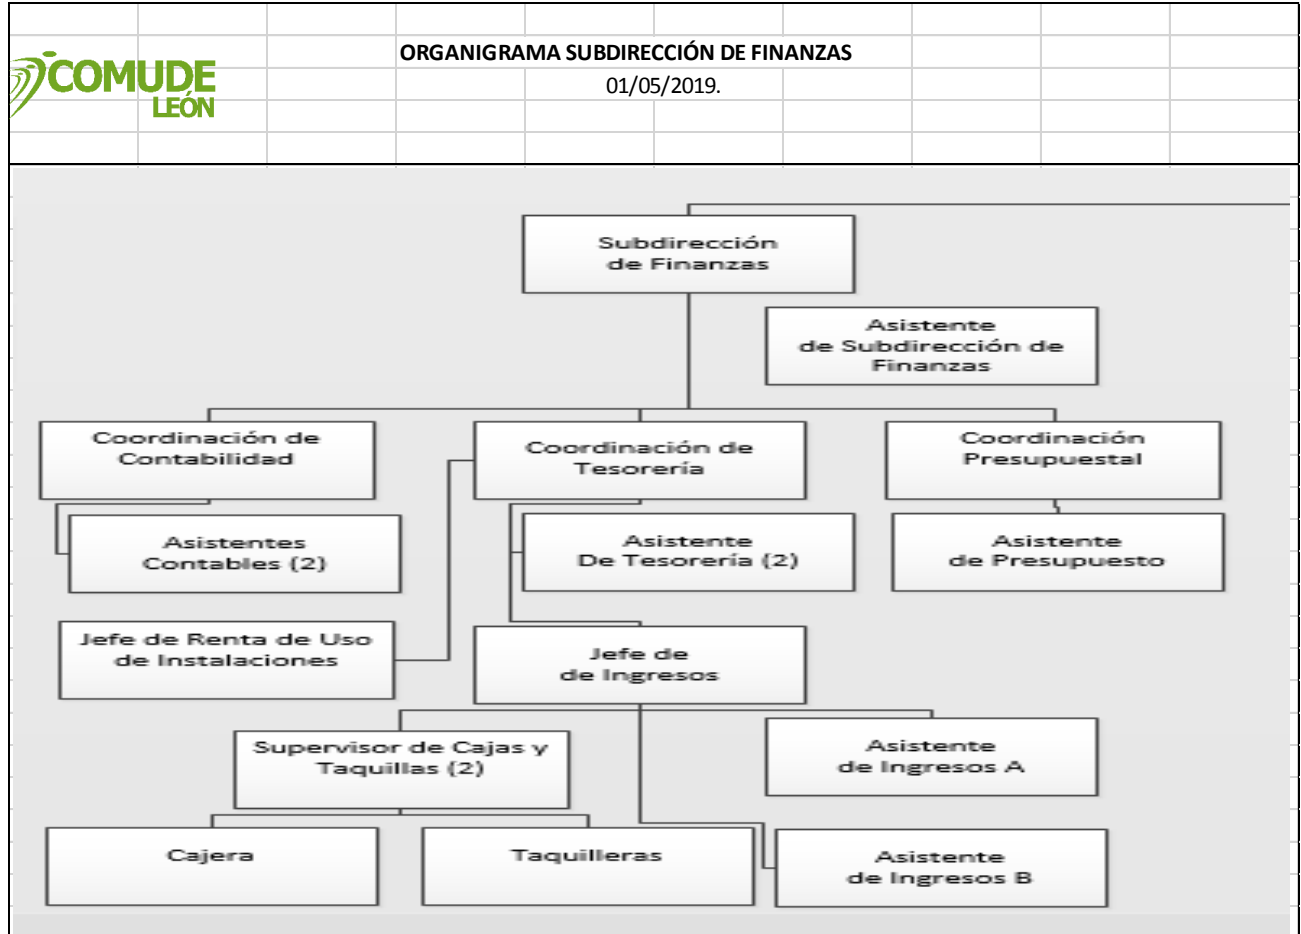 COMUDE
LEÓN
ORGANIGRAMA SUBDIRECCIÓN DE FINANZAS
01/05/2019.
Subdirección
de Finanzas
Asistente
de Subdirección de
Finanzas
Coordinación de
Contabilidad
Coordinación de
Tesorería
Coordinación
Presupuestal
Asistentes
Contables (2)
Asistente
De Tesorería (2)
Asistente
de Presupuesto
Jefe de Renta de Uso
de Instalaciones
Jefe de
de Ingresos
Supervisor de Cajas y
Taquillas (2)
Asistente
de Ingresos A
Cajera
Taquilleras
Asistente
de Ingresos B